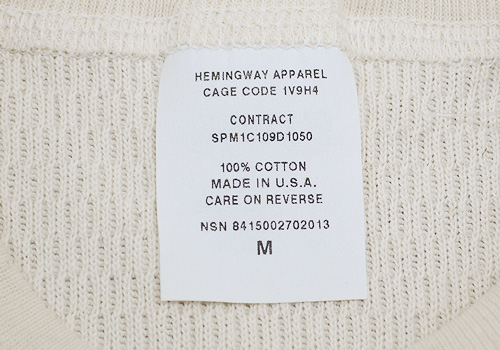 HEMINGWAY APPAREL
CAGE CODE 1V9H4
CONTRACT
SPM1C109D1050
100% COTTON
MADE IN U.S.A.
CARE ON REVERSE
NSN 8415002702013
M